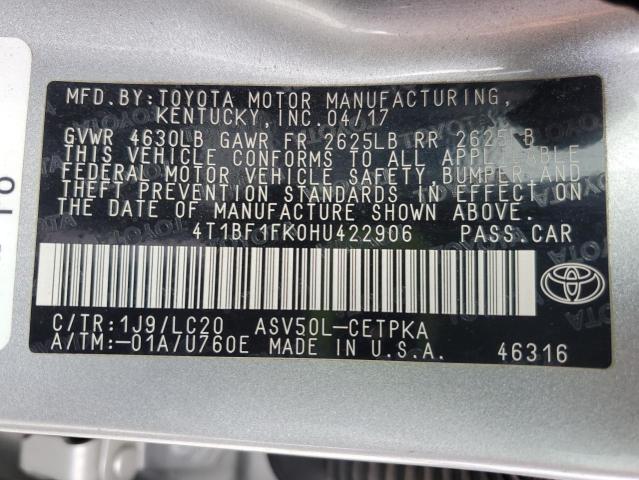 MFD.BY:TOYOTA MOTOR MANUFACTURING,
KENTUCKY, INC.04/17
GVWR 4630LB GAWR FR 2625LB RR 2625LB
THIS VEHICLE CONFORMS TO ALL APPLICABLE
FEDERAL MOTOR VEHICLE SAFETY, BUMPER, AND
THEFT PREVENTION STANDARDS IN EFFECT ON
THE DATE OF MANUFACTURE SHOWN ABOVE.
4T1BF1FK0HU422906 PASS.CAR
C/TR:1J9/LC20 ASV50L-CETPKA
A/TM:-01A/U760E MADE IN U.S.A. 46316